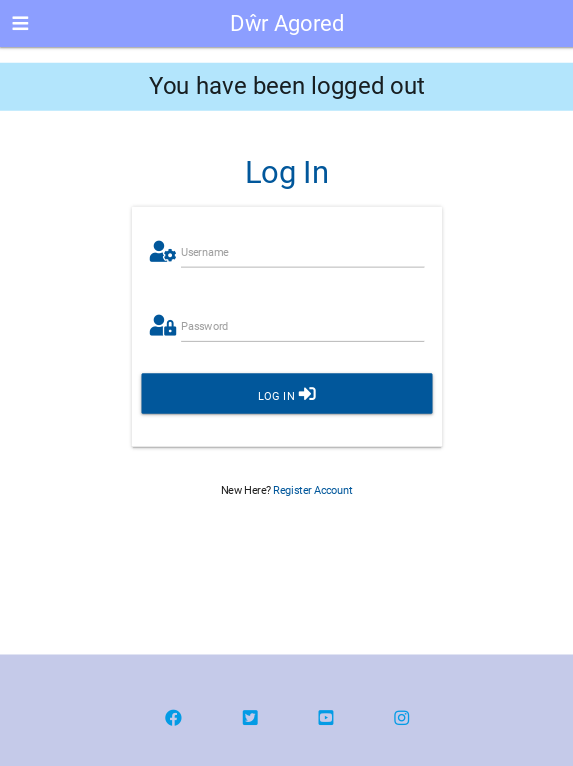 Dŵr Agored
You have been logged out
Log In
Username
Password
LOG IN
New Here? Register Account